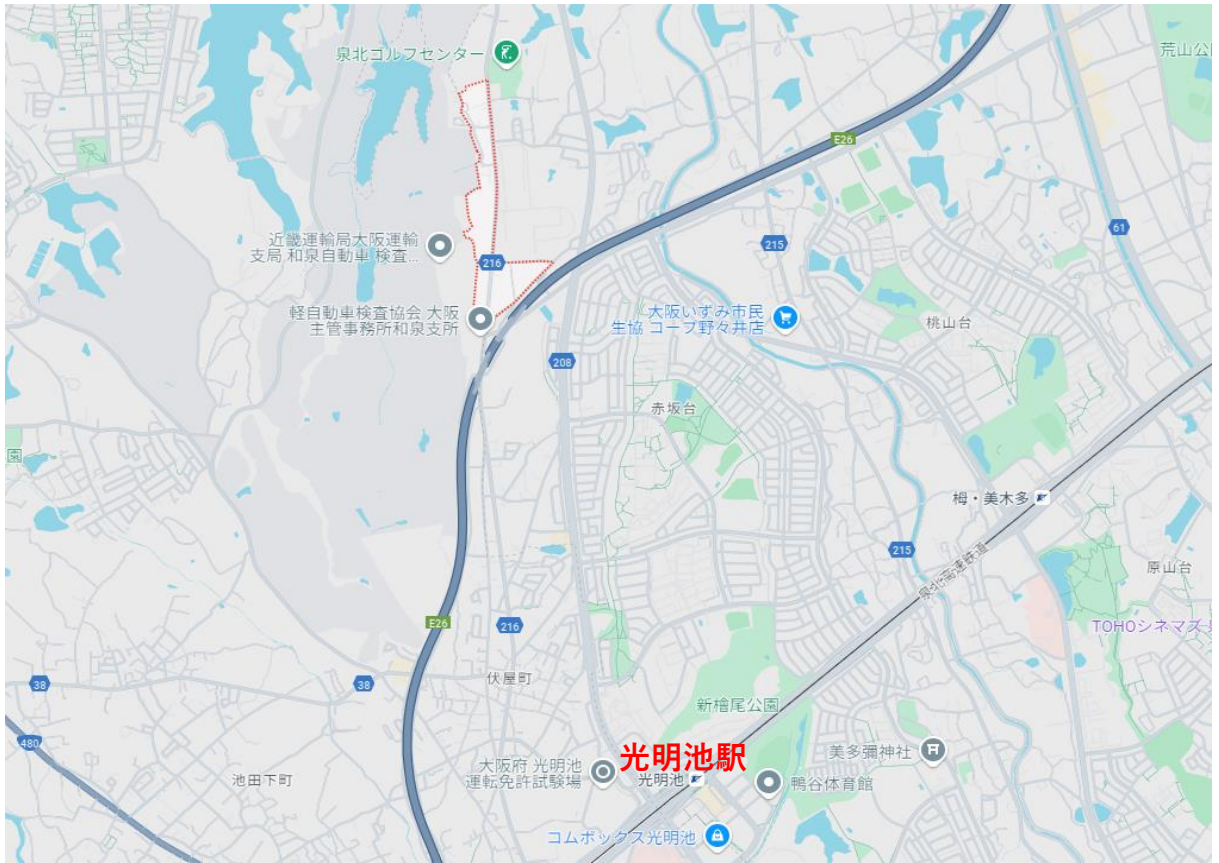 泉北ゴルフセンター
荒山公
E26
近畿運輸局大阪運輸
支局 和泉自動車 検査...
216
215
61
軽自動車検査協会 大阪
主管事務所和泉支所
大阪いずみ市民
生協 コープ野々井店
桃山台
208
赤坂台
園
栂・美木多
215
泉北高速鉄道
原山台
E26
216
TOHOシネマズ
38
38
伏屋町
新檜尾公園
480
光明池駅
大阪府 光明池
運転免許試験場
光明池
美多彌神社
池田下町
鴨谷体育館
コムボックス光明池